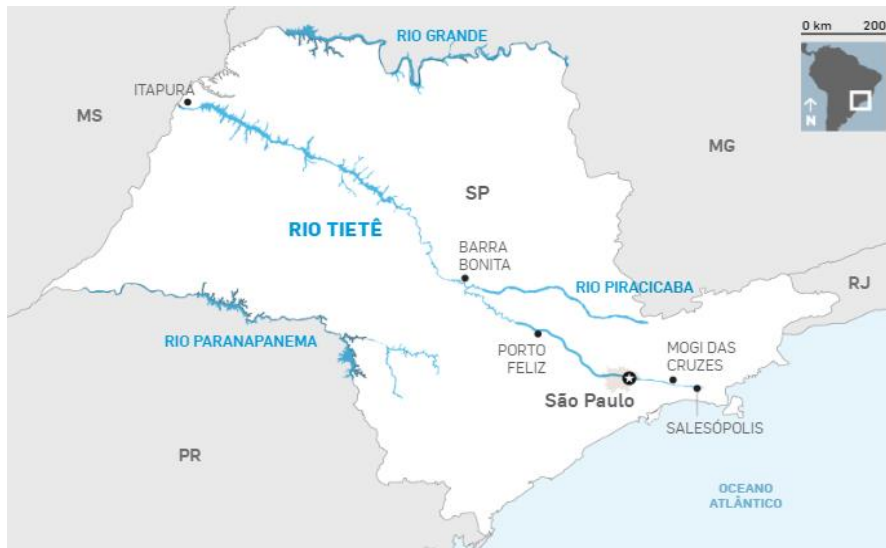 0 km 200
RIO GRANDE
ITAPURA
MS
N
MG
SP
RIO TIETÊ
BARRA
BONITA
RJ
RIO PIRACICABA
RIO PARANAPANEMA
PORTO
FELIZ
MOGI DAS
CRUZES
São Paulo
SALESÓPOLIS
PR
OCEANO
ATLÂNTICO